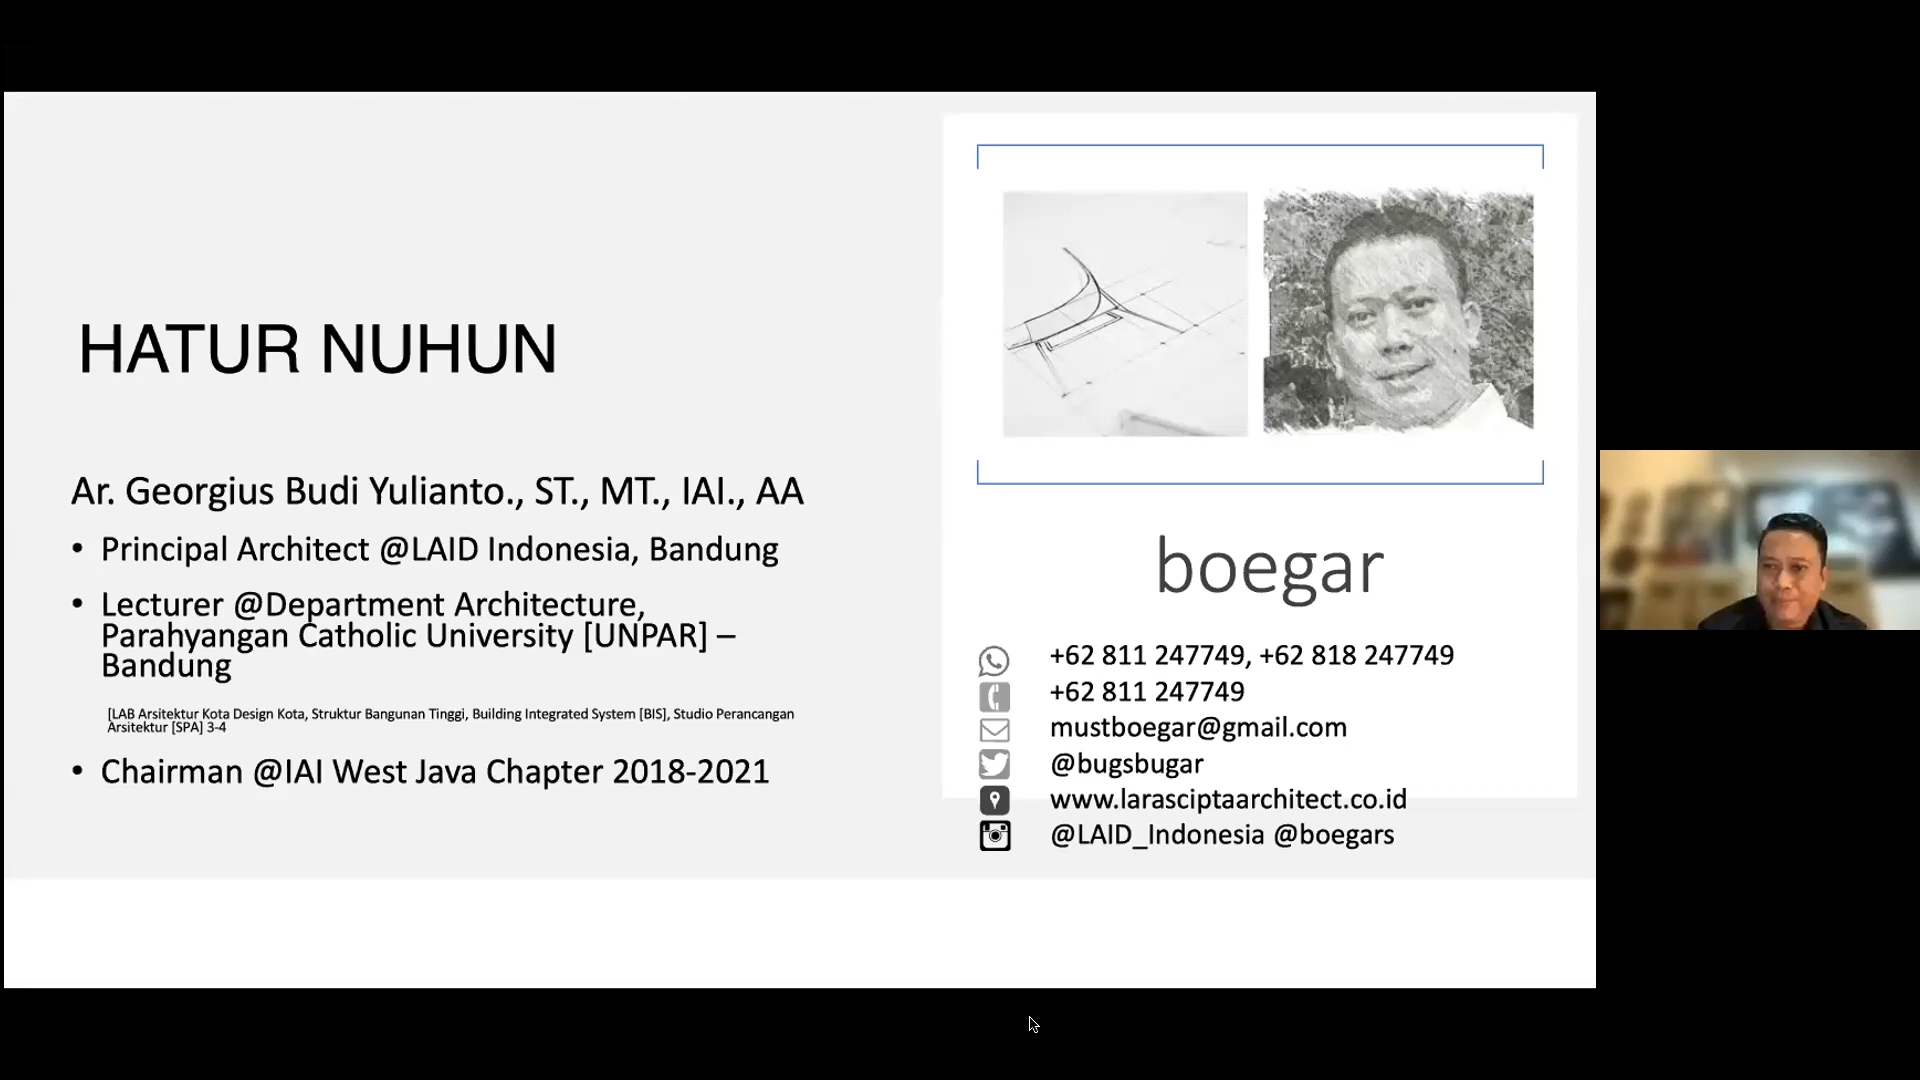 HATUR NUHUN
Ar. Georgius Budi Yulianto., ST., MT., IAI., AA
• Principal Architect @LAID Indonesia, Bandung
• Lecturer @Department Architecture,
Parahyangan Catholic University [UNPAR] –
Bandung
[LAB Arsitektur Kota Design Kota, Struktur Bangunan Tinggi, Building Integrated System [BIS], Studio Perancangan
Arsitektur [SPA] 3-4
• Chairman @IAI West Java Chapter 2018-2021
boegar
+62 811 247749, +62 818 247749
+62 811 247749
mustboegar@gmail.com
@bugsbugar
www.larasciptaarchitect.co.id
@LAID_Indonesia @boegars